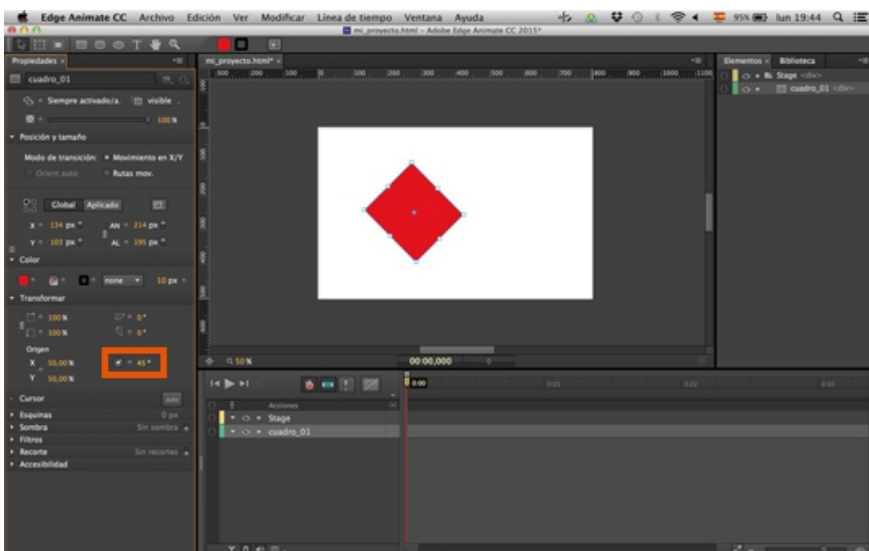 Edge Animate CC Archivo Edición Ver Modificar Línea de tiempo Ventana Ayuda 95% lun 19:44
mi_proyecto.html – Adobe Edge Animate CC 2015*
Propiedades mi_proyecto.html* Elementos Biblioteca
cuadro_01
300 200 100 0 100 200 300 400 500 600 700 800 900 1000 1100
Stage <div>
cuadro_01 <div>
Siempre activado/a. visible
100 %
Posición y tamaño
Modo de transición: Movimiento en X/Y
Orient auto Rutas mov.
Global Aplicado
X 134 px AN 214 px
Y 103 px AL 195 px
Color
none 10 px
Transformar
100 % 0°
100 % 0°
Origen
X 50,00 % 45°
Y 50,00 %
50 % 00:00,000
0:00 0:01 0:02 0:03
Cursor auto
Acciones
Esquinas 0 px
Stage
Sombra Sin sombra
cuadro_01
Filtros
Recorte Sin recortes
Accesibilidad